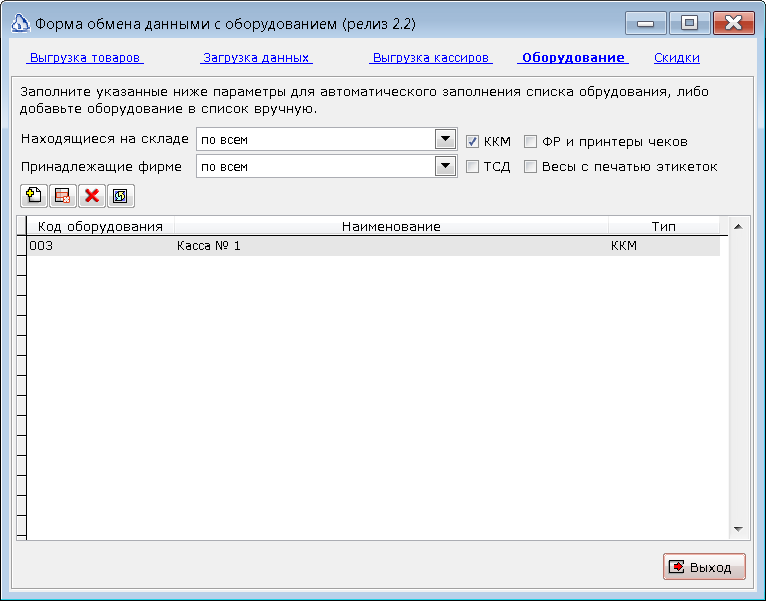 Форма обмена данными с оборудованием (релиз 2.2)
Выгрузка товаров Загрузка данных Выгрузка кассиров Оборудование Скидки
Заполните указанные ниже параметры для автоматического заполнения списка обрудования, либо
добавьте оборудование в список вручную.
Находящиеся на складе по всем ККМ ФР и принтеры чеков
Принадлежащие фирме по всем ТСД Весы с печатью этикеток
Код оборудования Наименование Тип
003 Касса № 1 ККМ
Выход